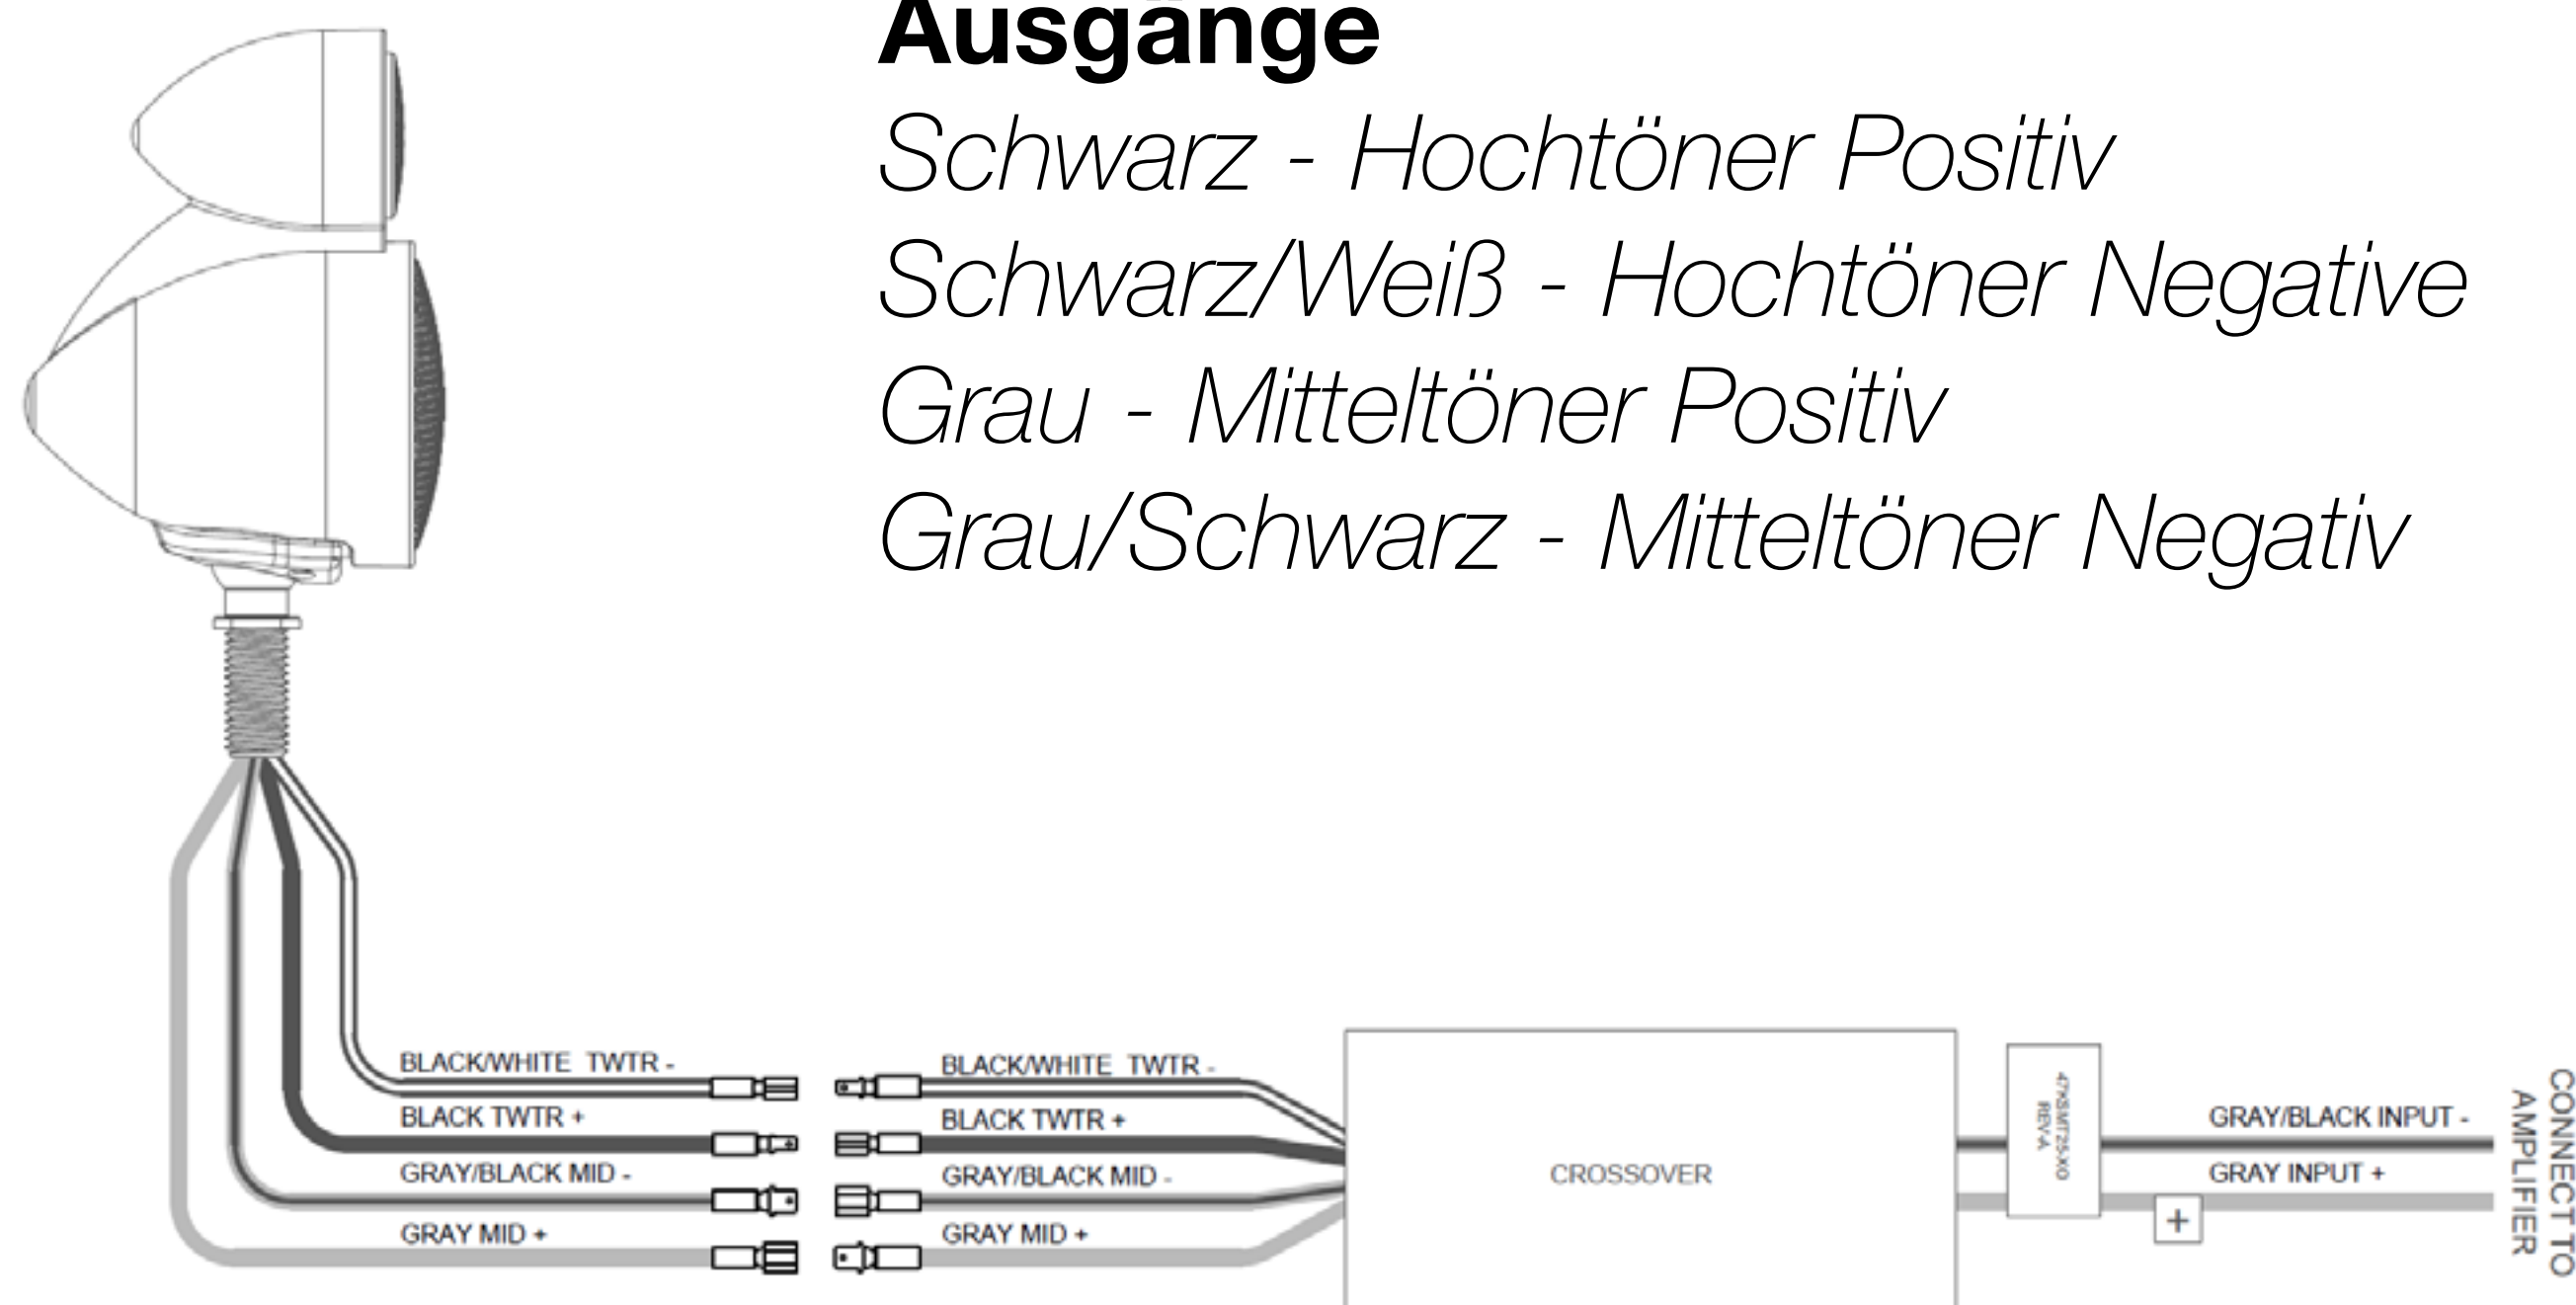 Ausgänge
Schwarz - Hochtöner Positiv
Schwarz/Weiß - Hochtöner Negative
Grau - Mitteltöner Positiv
Grau/Schwarz - Mitteltöner Negativ
BLACK/WHITE TWTR -
BLACK TWTR +
GRAY/BLACK MID -
GRAY MID +
BLACK/WHITE TWTR -
BLACK TWTR +
GRAY/BLACK MID -
GRAY MID +
CROSSOVER
REV-A
GRAY/BLACK INPUT -
GRAY INPUT +
+
CONNECT TO
AMPLIFIER